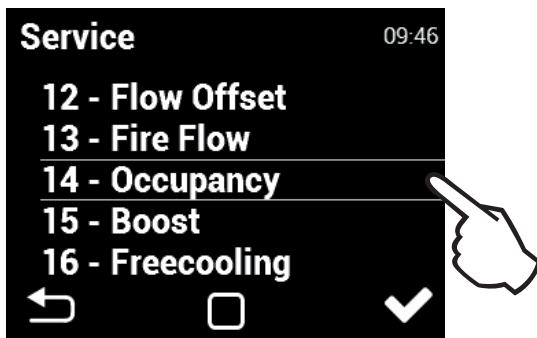 Service 09:46
12 - Flow Offset
13 - Fire Flow
14 - Occupancy
15 - Boost
16 - Freecooling